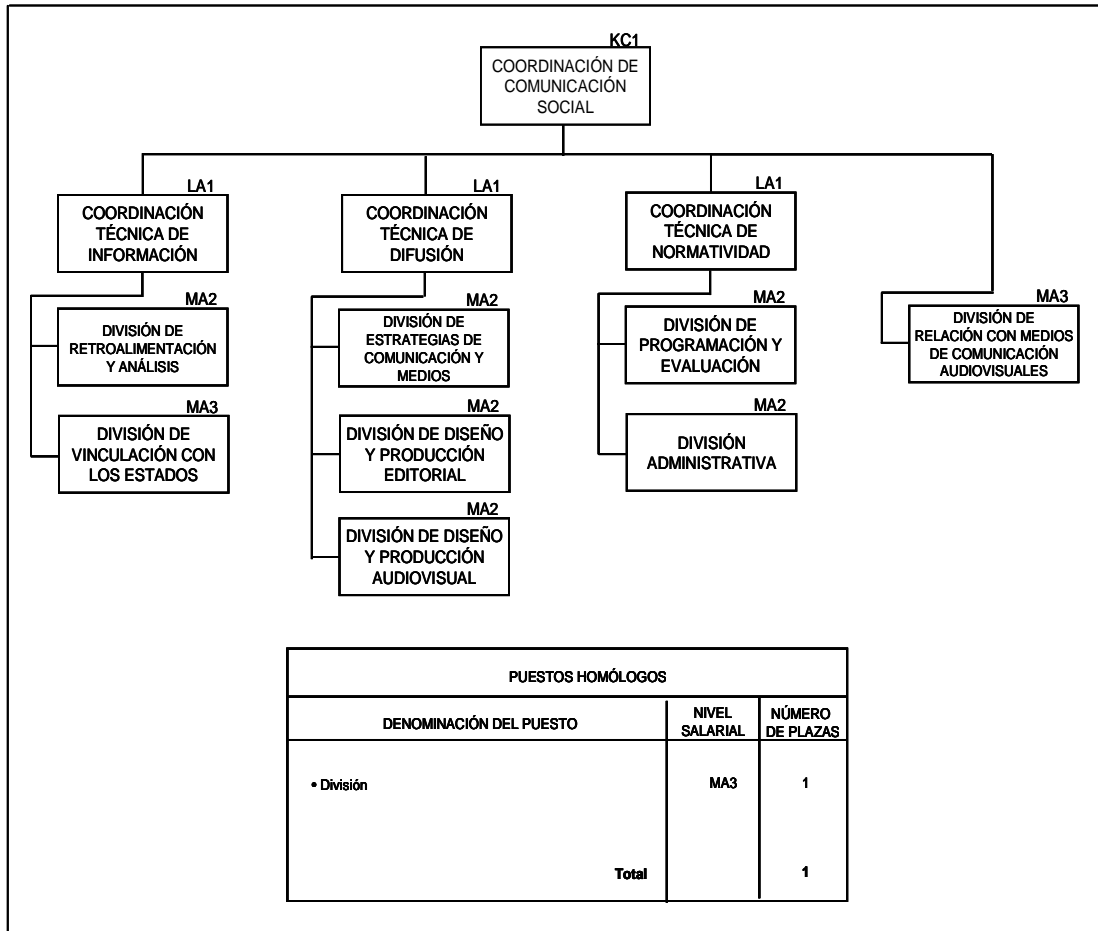 KC1
COORDINACIÓN DE
COMUNICACIÓN
SOCIAL
LA1
COORDINACIÓN
TÉCNICA DE
INFORMACIÓN
MA2
DIVISIÓN DE
RETROALIMENTACIÓN
Y ANÁLISIS
MA3
DIVISIÓN DE
VINCULACIÓN CON
LOS ESTADOS
LA1
COORDINACIÓN
TÉCNICA DE
DIFUSIÓN
MA2
DIVISIÓN DE
ESTRATEGIAS DE
COMUNICACIÓN Y
MEDIOS
MA2
DIVISIÓN DE DISEÑO
Y PRODUCCIÓN
EDITORIAL
MA2
DIVISIÓN DE DISEÑO
Y PRODUCCIÓN
AUDIOVISUAL
LA1
COORDINACIÓN
TÉCNICA DE
NORMATIVIDAD
MA2
DIVISIÓN DE
PROGRAMACIÓN Y
EVALUACIÓN
MA2
DIVISIÓN
ADMINISTRATIVA
MA3
DIVISIÓN DE
RELACIÓN CON MEDIOS
DE COMUNICACIÓN
AUDIOVISUALES
PUESTOS HOMÓLOGOS
DENOMINACIÓN DEL PUESTO
NIVEL
SALARIAL
NÚMERO
DE PLAZAS
• División MA3 1
Total 1